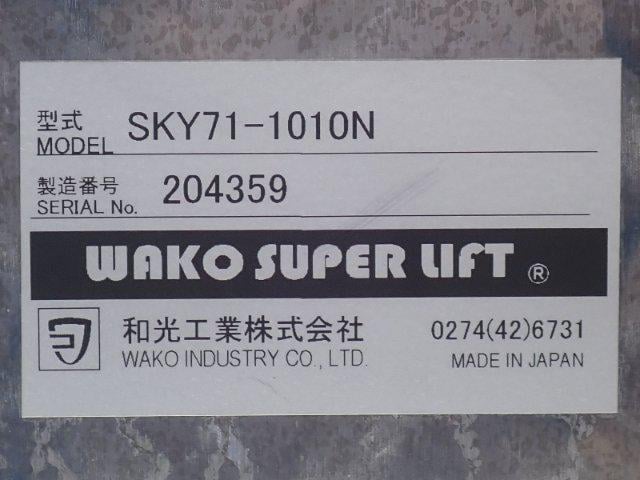 型式
MODEL SKY71-1010N
製造番号
SERIAL No. 204359
WAKO SUPER LIFT ®
和光工業株式会社 0274(42)6731
WAKO INDUSTRY CO., LTD. MADE IN JAPAN